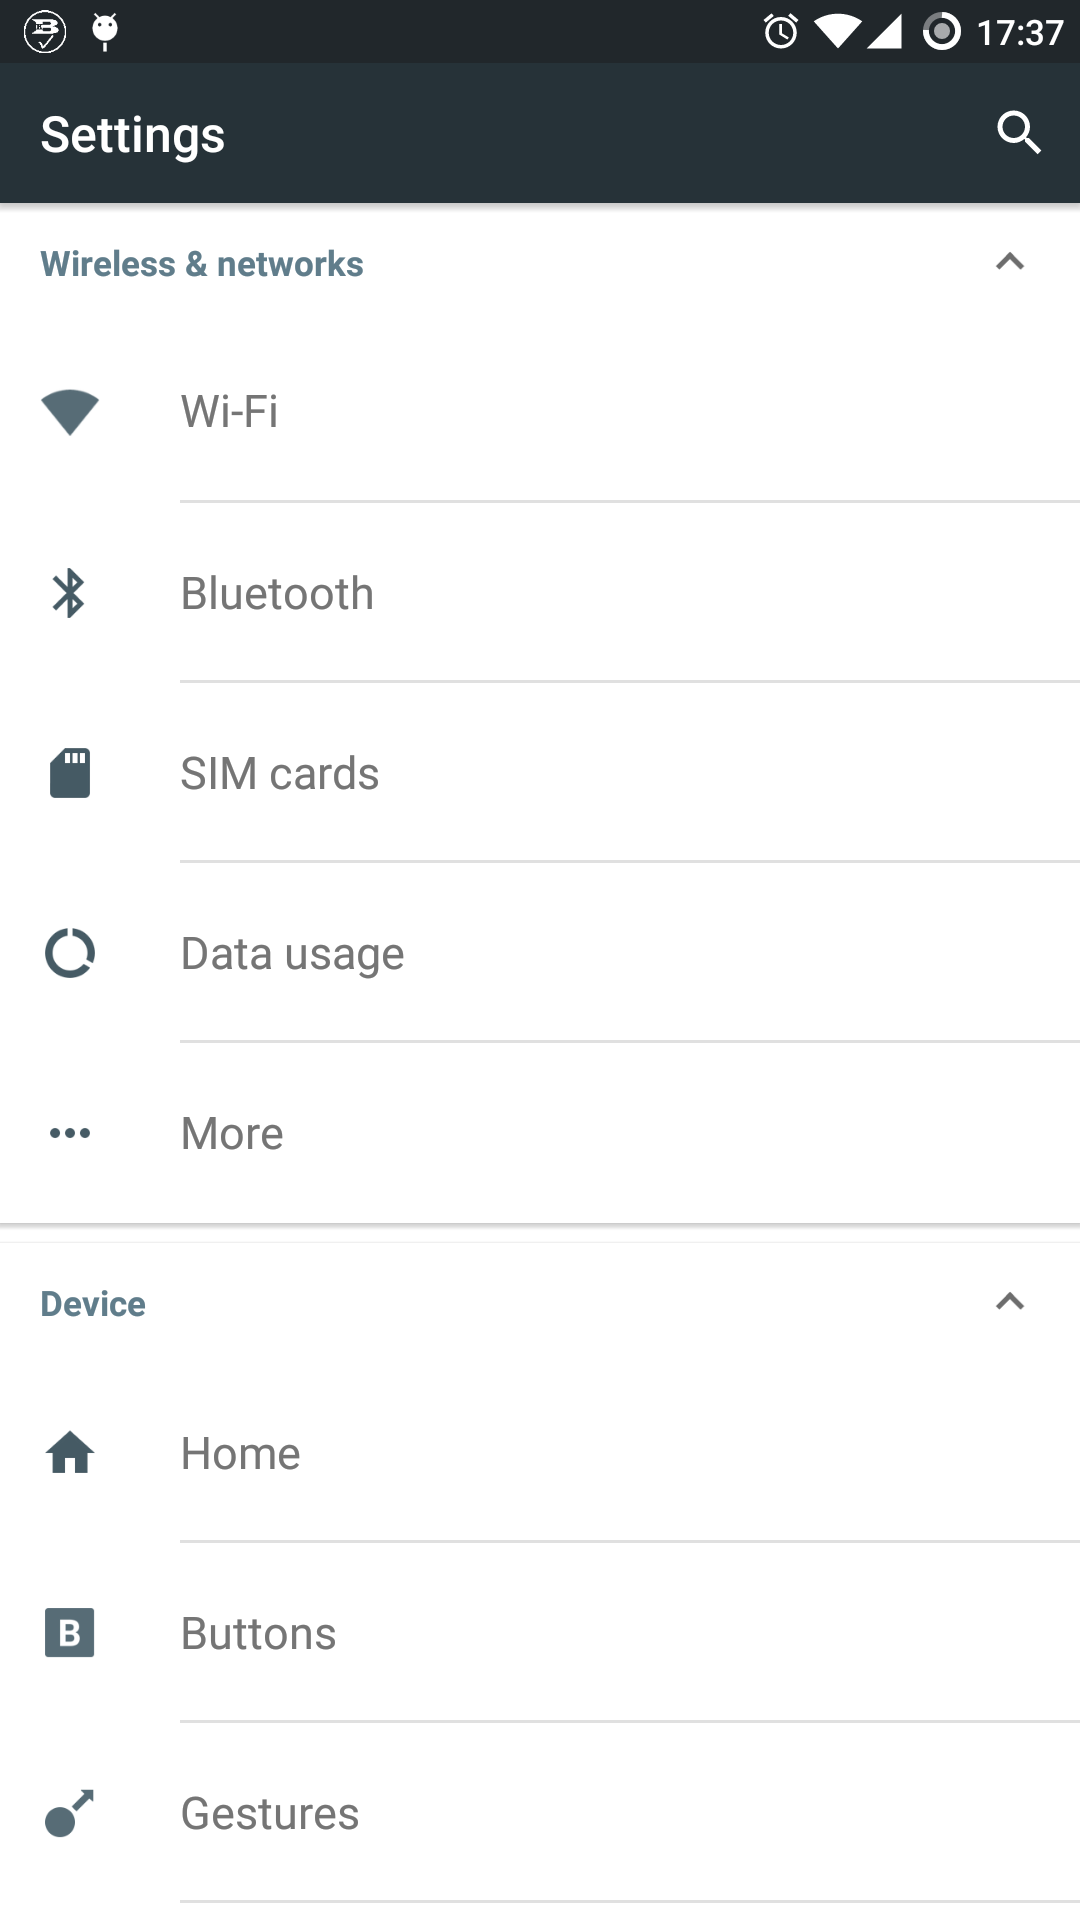 17:37
Settings
Wireless & networks
Wi-Fi
Bluetooth
SIM cards
Data usage
More
Device
Home
B
Buttons
Gestures